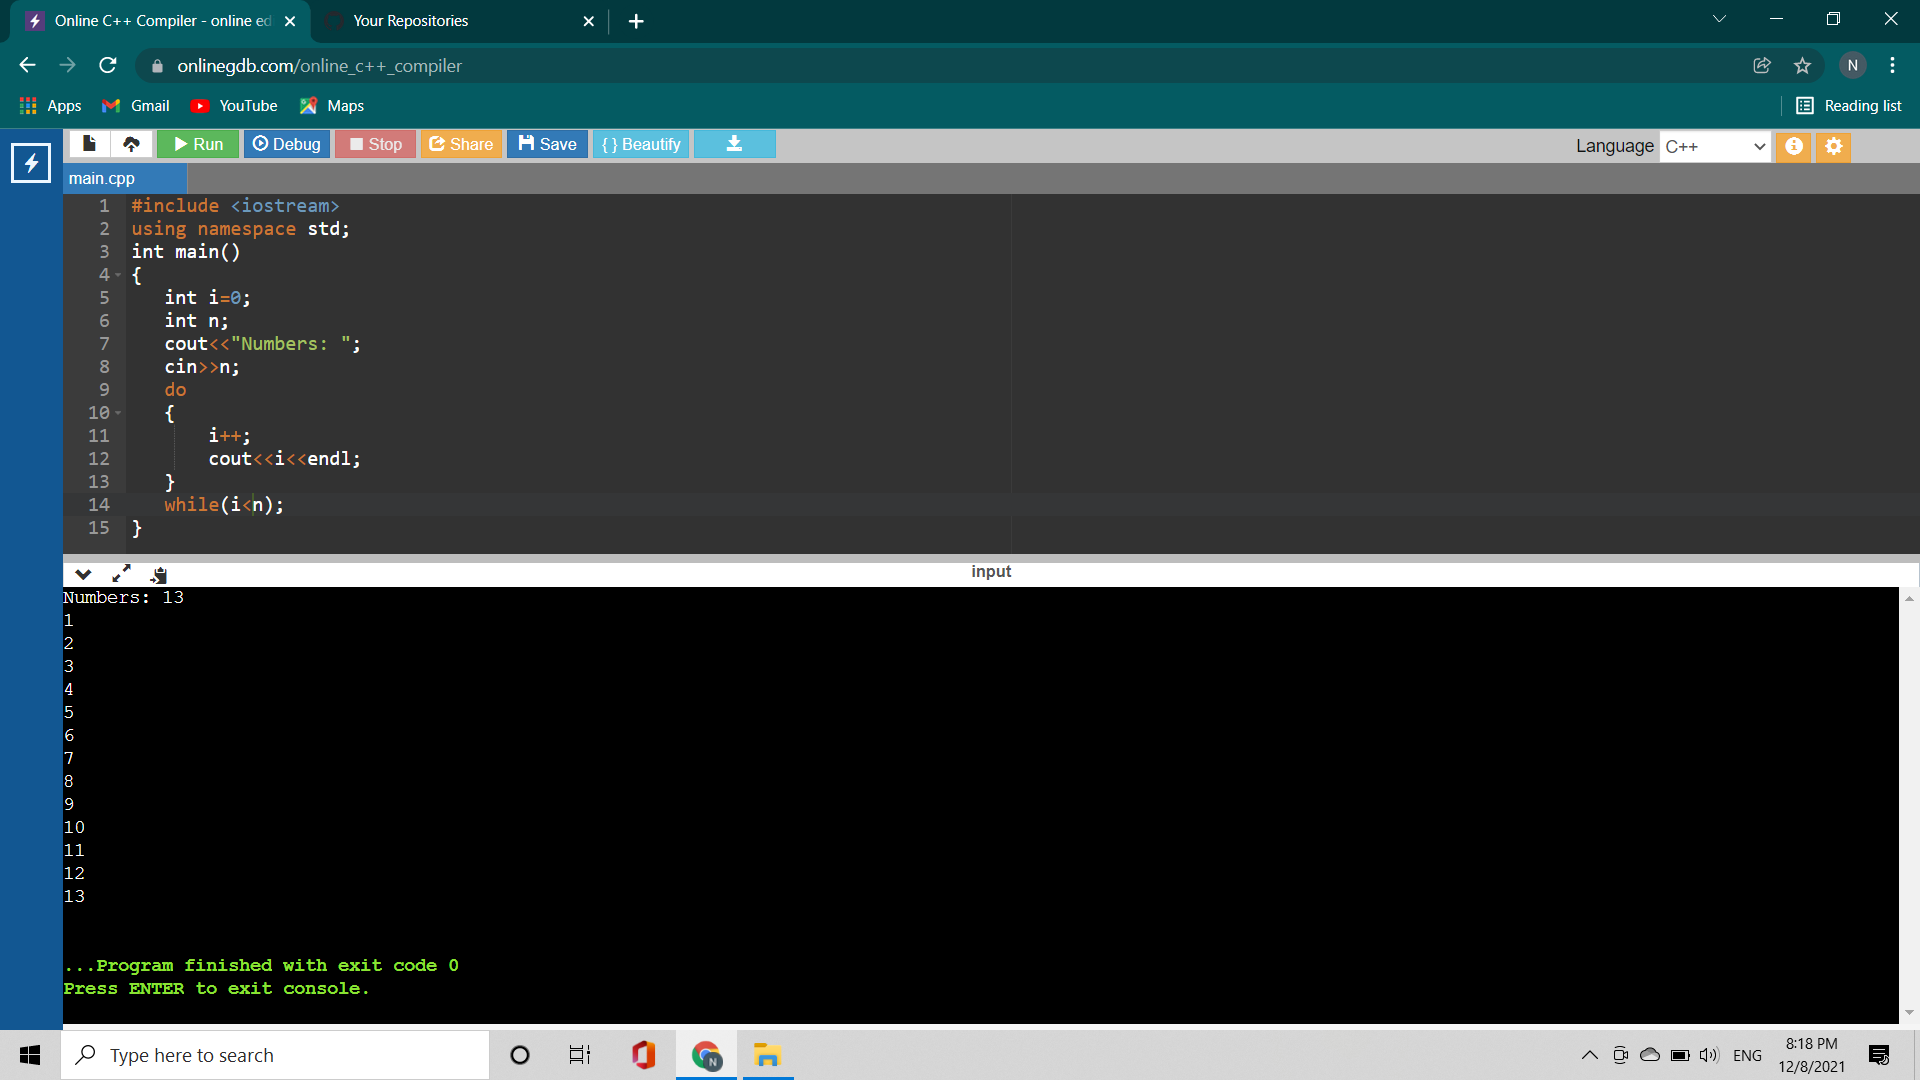 Online C++ Compiler - online ed
Your Repositories
onlinegdb.com/online_c++_compiler
N
Apps
Gmail
YouTube
Maps
Reading list
Run
Debug
Stop
Share
Save
{ } Beautify
Language
C++
main.cpp
1 #include <iostream>
2 using namespace std;
3 int main()
4 {
5 int i=0;
6 int n;
7 cout<<"Numbers: ";
8 cin>>n;
9 do
10 {
11 i++;
12 cout<<i<<endl;
13 }
14 while(i<n);
15 }
input
Numbers: 13
1
2
3
4
5
6
7
8
9
10
11
12
13
...Program finished with exit code 0
Press ENTER to exit console.
Type here to search
N
ENG
8:18 PM
12/8/2021